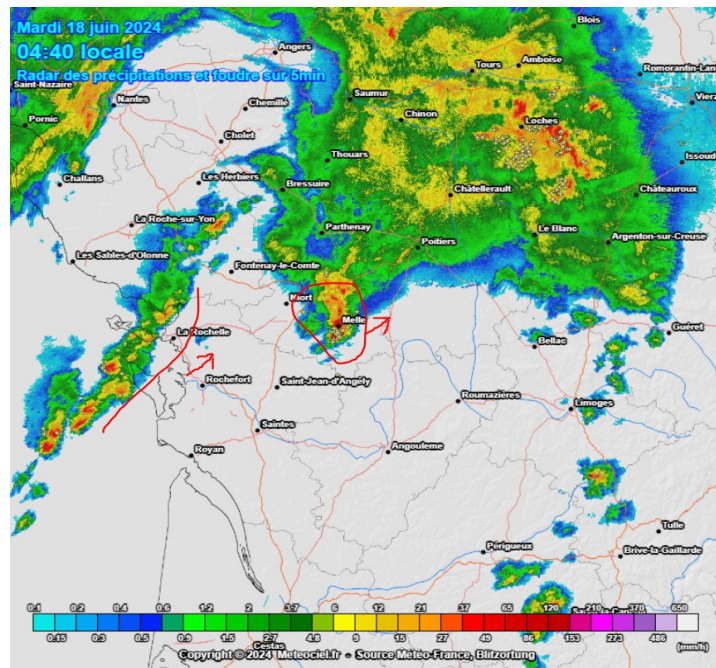 Mardi 18 juin 2024
04:40 locale
Radar des précipitations et foudre sur 5min
Blois
Angers
Tours
Amboise
Romorantin-Lan
Saint-Nazaire
Nantes
Saumur
Vierz
Chemillé
Pornic
Chinon
Loches
Cholet
Thouars
Issoud
Challans
Les Herbiers
Bressuire
Châtellerault
Châteauroux
La Roche-sur-Yon
Parthenay
Le Blanc
Poitiers
Argenton-sur-Creuse
Les Sables-d'Olonne
Fontenay-le-Comte
Niort
Melle
La Rochelle
Guéret
Bellac
Rochefort
Saint-Jean-d'Angély
Roumazières
Limoges
Saintes
Royan
Angouleme
Tulle
Périgueux
Brive-la-Gaillarde
0.1 0.2 0.4 0.6 1.2 2 3.7 6 12 21 37 65 120 210 370 650
0.15 0.3 0.5 0.9 1.5 2.7 4.8 9 15 27 49 86 153 273 486 (mm/h)
Copyright © 2024 Meteociel.fr - Source Météo-France, Blitzortung
Cestas